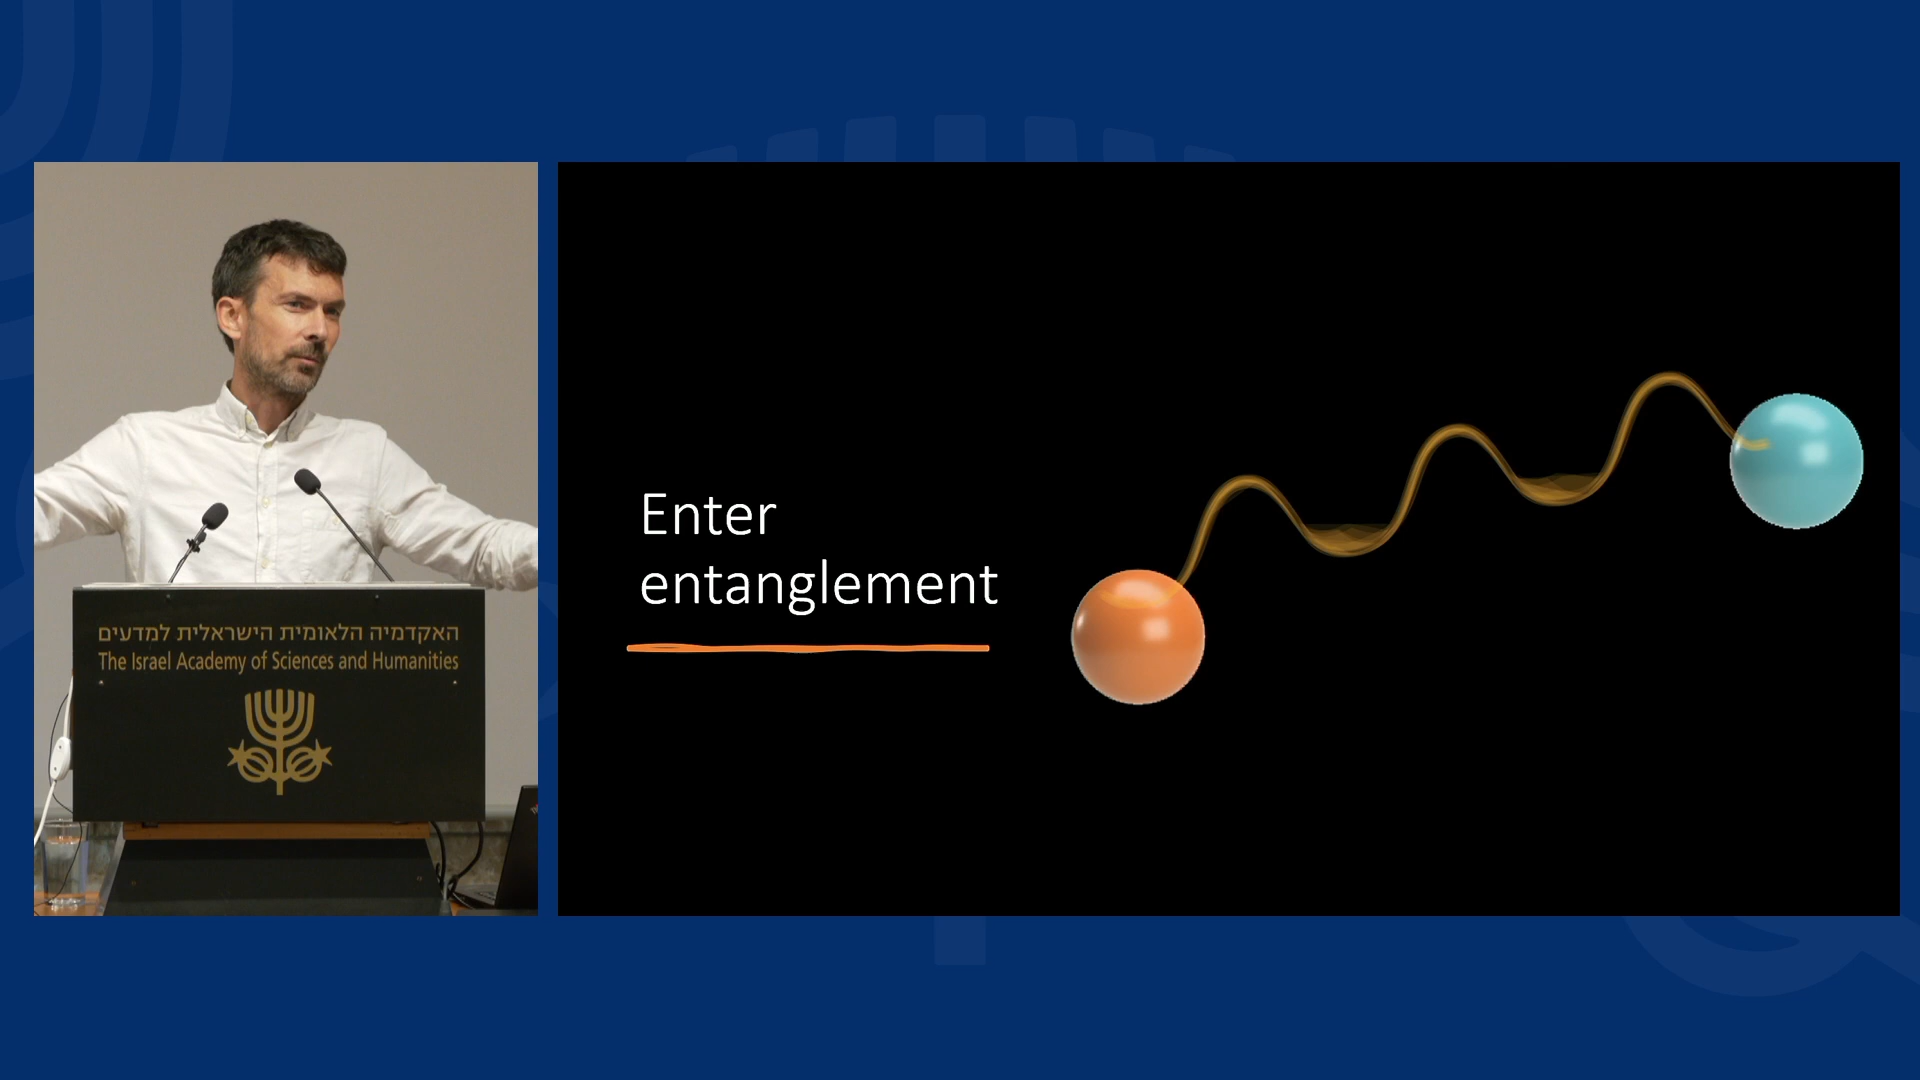 האקדמיה הלאומית הישראלית למדעים
The Israel Academy of Sciences and Humanities
Enter
entanglement